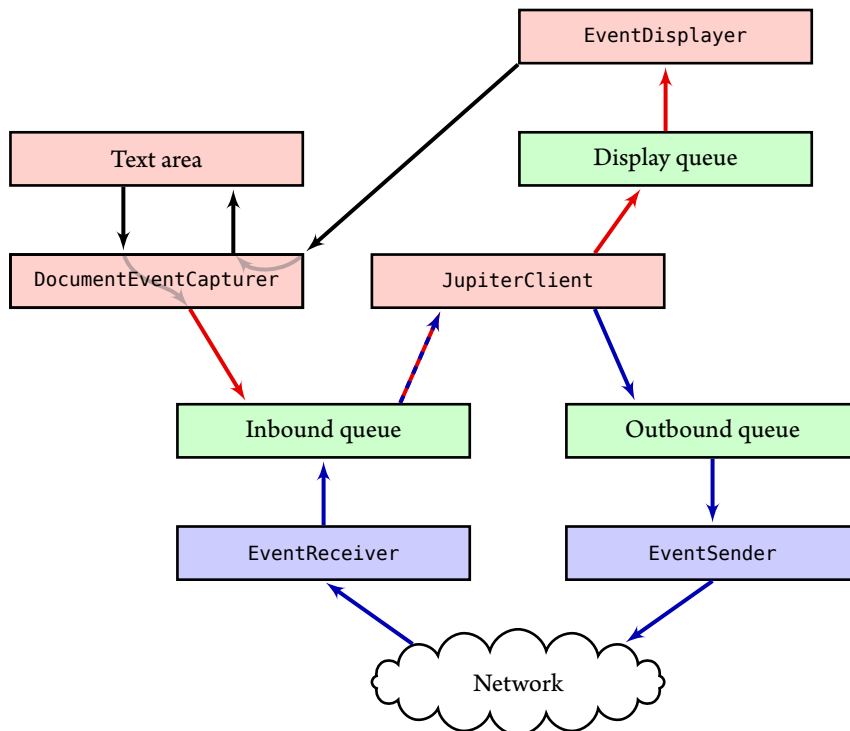 EventDisplayer
Text area
Display queue
DocumentEventCapturer
JupiterClient
Inbound queue
Outbound queue
EventReceiver
EventSender
Network